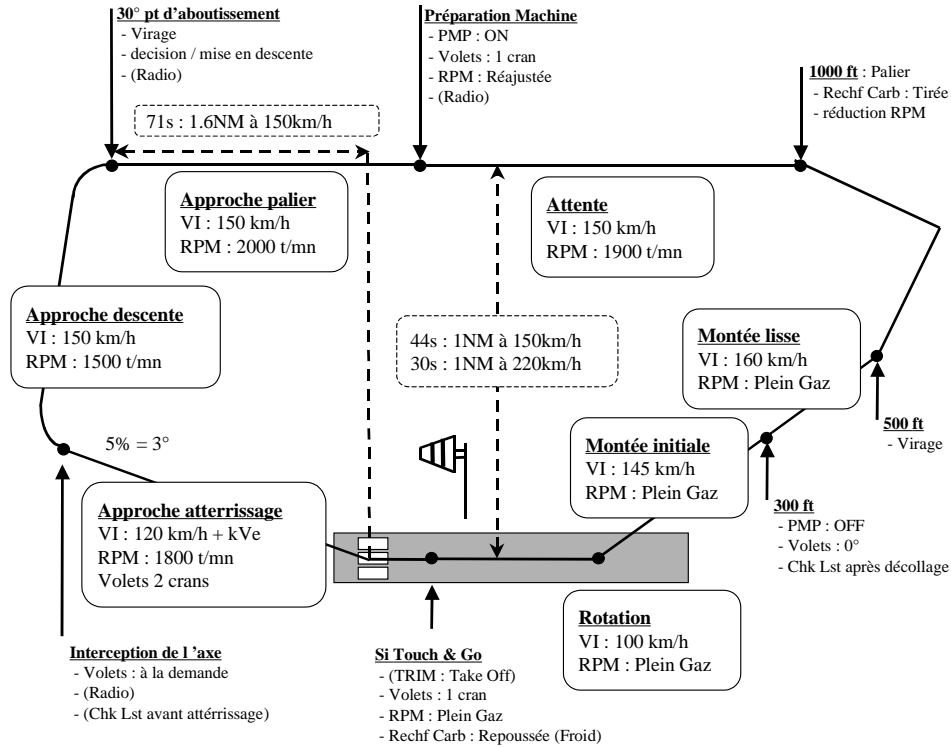 30° pt d’aboutissement
- Virage
- decision / mise en descente
- (Radio)
Préparation Machine
- PMP : ON
- Volets : 1 cran
- RPM : Réajustée
- (Radio)
1000 ft : Palier
- Rechf Carb : Tirée
- réduction RPM
71s : 1.6NM à 150km/h
Approche palier
VI : 150 km/h
RPM : 2000 t/mn
Attente
VI : 150 km/h
RPM : 1900 t/mn
Approche descente
VI : 150 km/h
RPM : 1500 t/mn
44s : 1NM à 150km/h
30s : 1NM à 220km/h
Montée lisse
VI : 160 km/h
RPM : Plein Gaz
500 ft
- Virage
5% = 3°
Montée initiale
VI : 145 km/h
RPM : Plein Gaz
300 ft
- PMP : OFF
- Volets : 0°
- Chk Lst après décollage
Approche atterrissage
VI : 120 km/h + kVe
RPM : 1800 t/mn
Volets 2 crans
Rotation
VI : 100 km/h
RPM : Plein Gaz
Interception de l ’axe
- Volets : à la demande
- (Radio)
- (Chk Lst avant attérrissage)
Si Touch & Go
- (TRIM : Take Off)
- Volets : 1 cran
- RPM : Plein Gaz
- Rechf Carb : Repoussée (Froid)